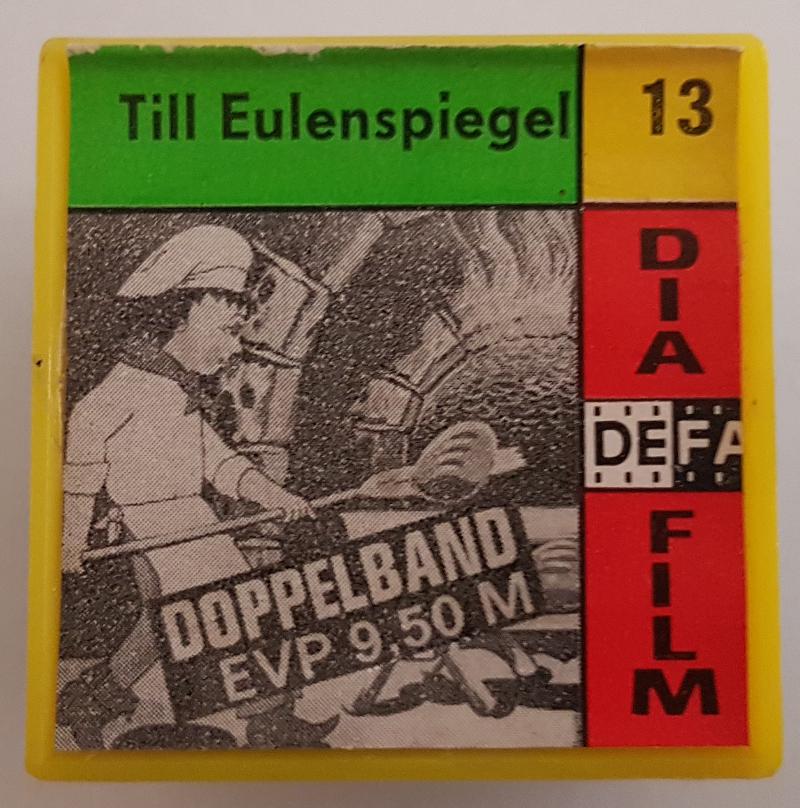 Till Eulenspiegel
13
DIA
DEFA
FILM
DOPPELBAND
EVP 9,50 M